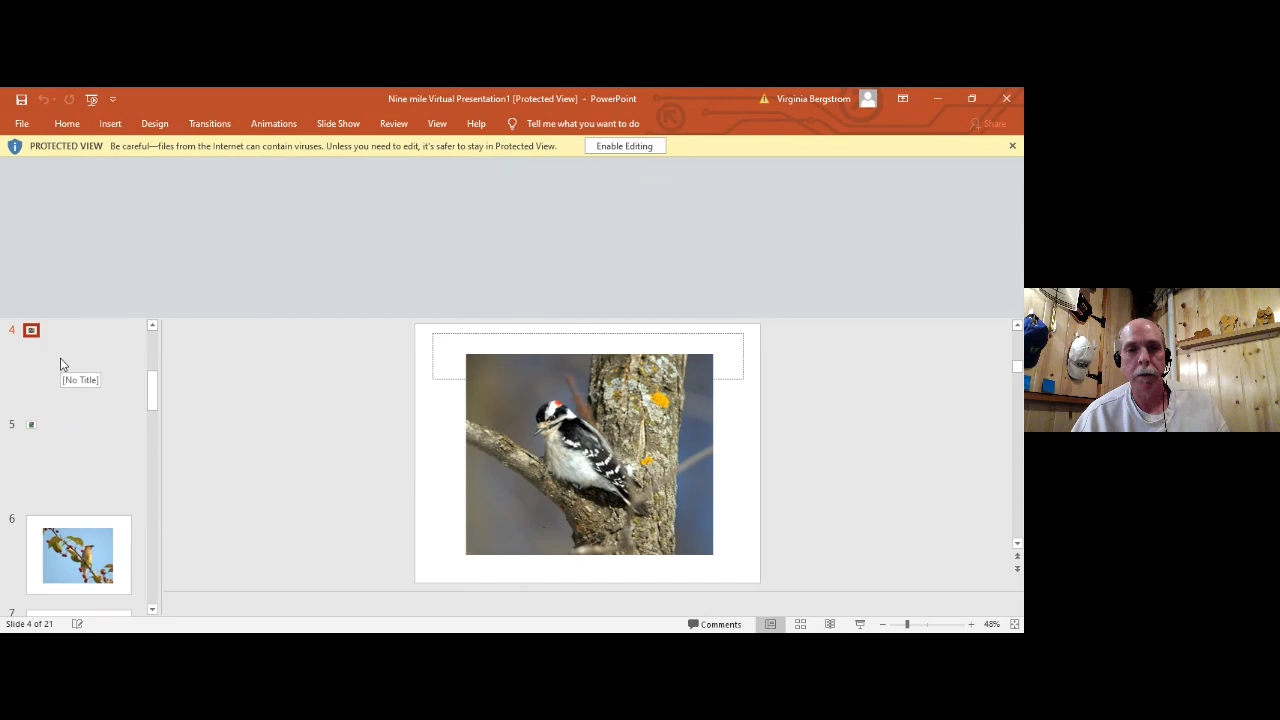 Nine mile Virtual Presentation1 [Protected View] - PowerPoint
Virginia Bergstrom
File Home Insert Design Transitions Animations Slide Show Review View Help Tell me what you want to do Share
PROTECTED VIEW Be careful—files from the Internet can contain viruses. Unless you need to edit, it's safer to stay in Protected View. Enable Editing
4
[No Title]
5
6
7
Slide 4 of 21 Comments 48%